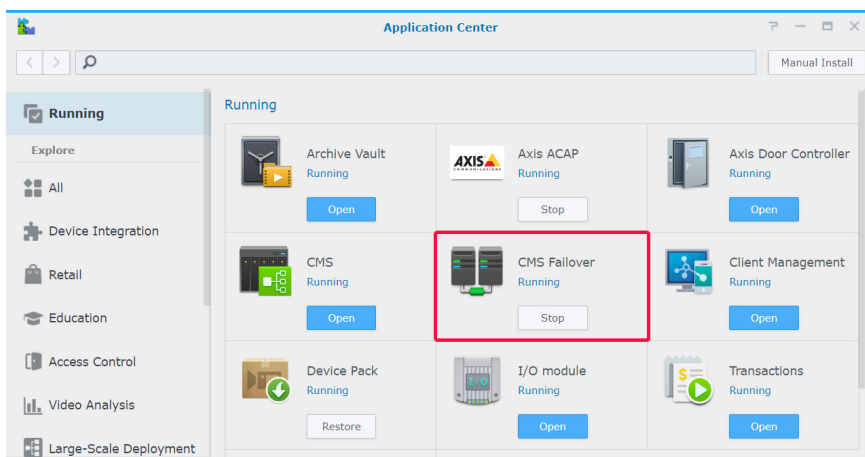 Application Center
Manual Install
Running
Explore
All
Device Integration
Retail
Education
Access Control
Video Analysis
Large-Scale Deployment
Running
Archive Vault
Running
Open
AXIS
COMMUNICATIONS
Axis ACAP
Running
Stop
Axis Door Controller
Running
Open
CMS
Running
Open
CMS Failover
Running
Stop
Client Management
Running
Open
Device Pack
Running
Restore
I/O
I/O module
Running
Open
$
Transactions
Running
Open